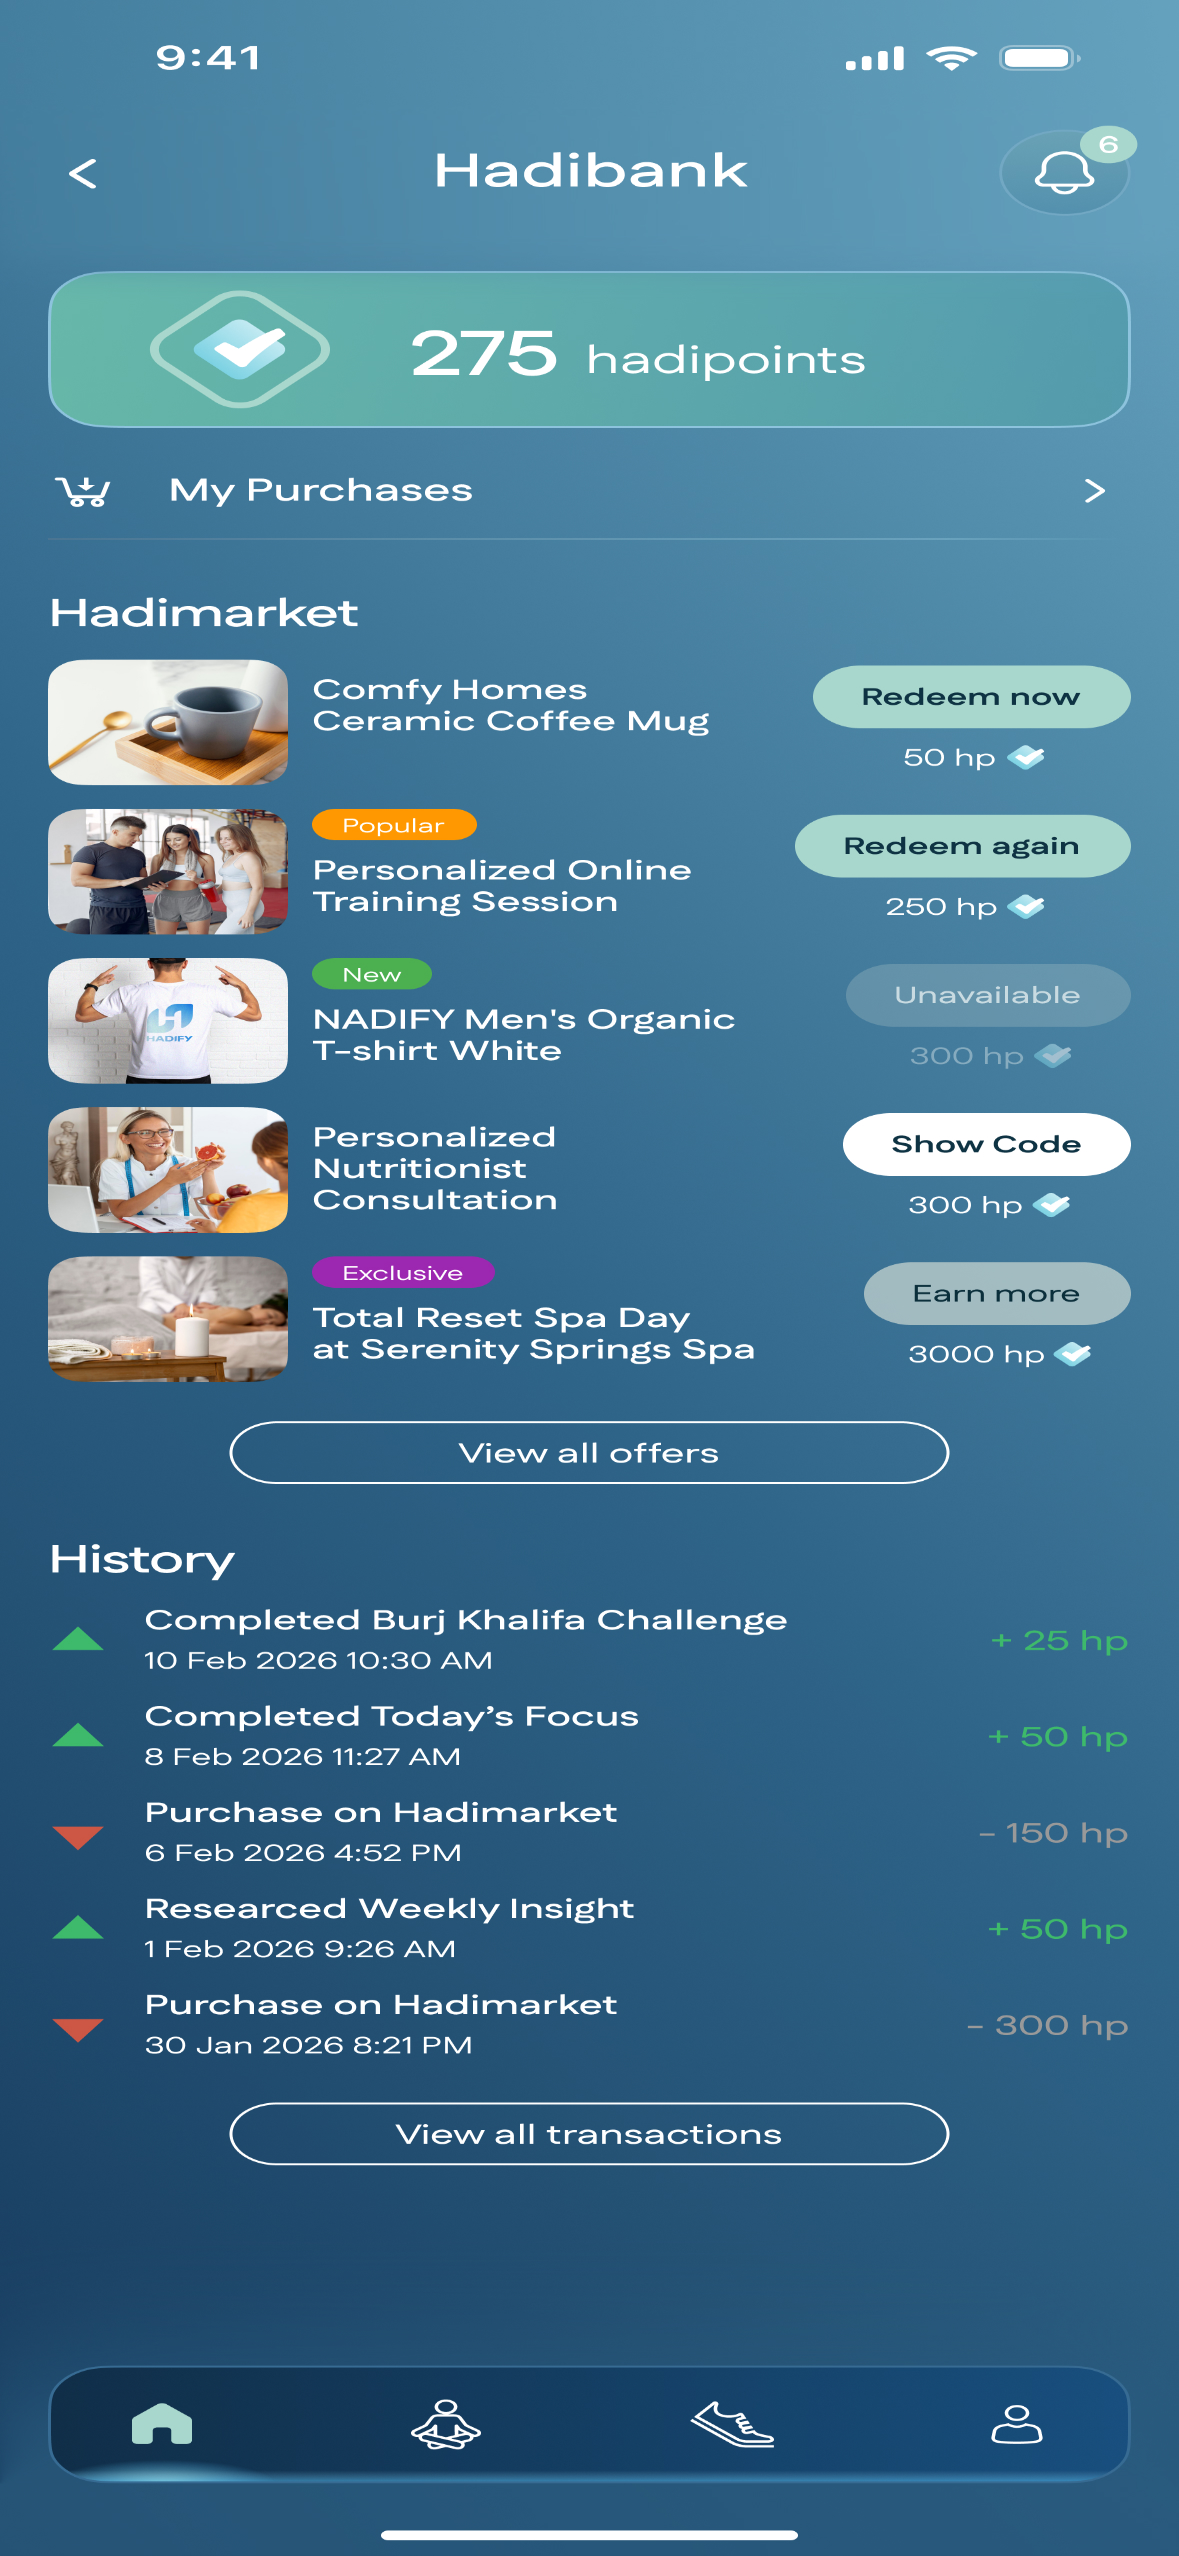 9:41
Hadibank
6
275 hadipoints
My Purchases
Hadimarket
Comfy Homes
Ceramic Coffee Mug
Redeem now
50 hp
Popular
Personalized Online
Training Session
Redeem again
250 hp
HADIFY
New
NADIFY Men's Organic
T-shirt White
Unavailable
300 hp
Personalized
Nutritionist
Consultation
Show Code
300 hp
Exclusive
Total Reset Spa Day
at Serenity Springs Spa
Earn more
3000 hp
View all offers
History
Completed Burj Khalifa Challenge
10 Feb 2026 10:30 AM
+ 25 hp
Completed Today’s Focus
8 Feb 2026 11:27 AM
+ 50 hp
Purchase on Hadimarket
6 Feb 2026 4:52 PM
- 150 hp
Researced Weekly Insight
1 Feb 2026 9:26 AM
+ 50 hp
Purchase on Hadimarket
30 Jan 2026 8:21 PM
- 300 hp
View all transactions